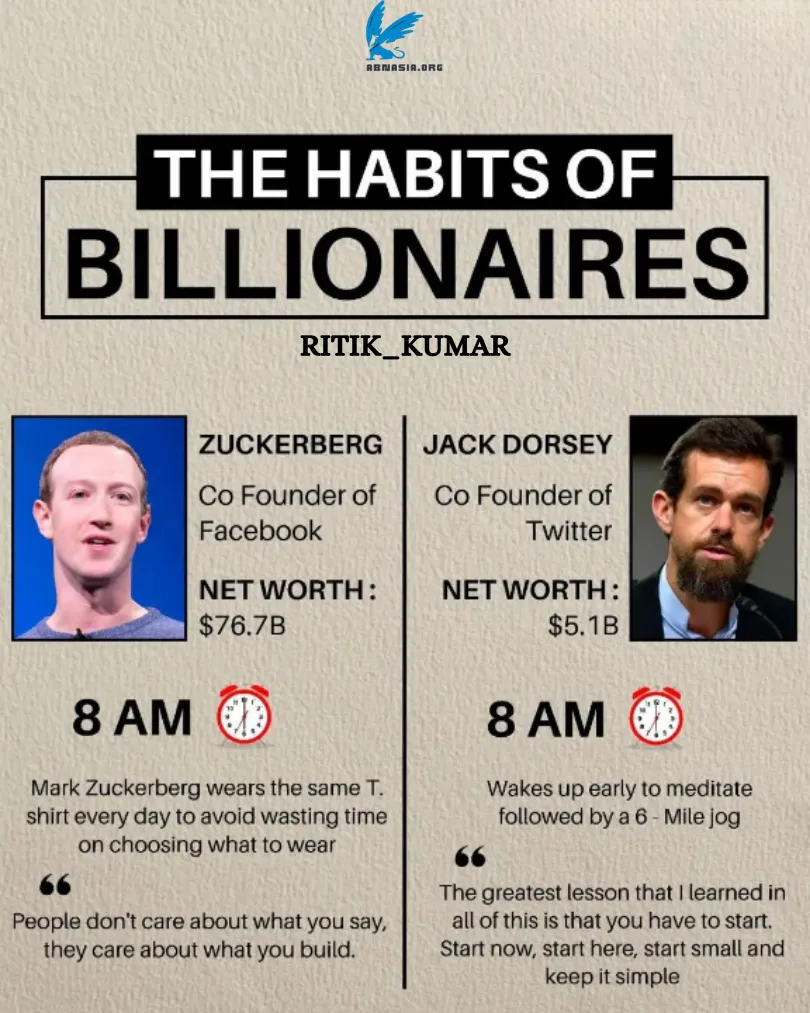 ABNASIA.ORG
THE HABITS OF
BILLIONAIRES
RITIK_KUMAR
ZUCKERBERG
Co Founder of
Facebook
NET WORTH :
$76.7B
8 AM
Mark Zuckerberg wears the same T.
shirt every day to avoid wasting time
on choosing what to wear
“
People don't care about what you say,
they care about what you build.
JACK DORSEY
Co Founder of
Twitter
NET WORTH :
$5.1B
8 AM
Wakes up early to meditate
followed by a 6 - Mile jog
“
The greatest lesson that I learned in
all of this is that you have to start.
Start now, start here, start small and
keep it simple